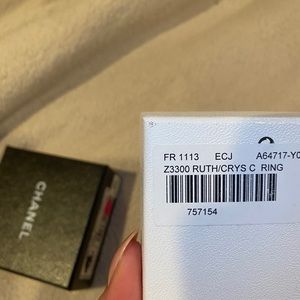 CHANEL
FR 1113 ECJ A64717-Y0
Z3300 RUTH/CRYS C RING
757154